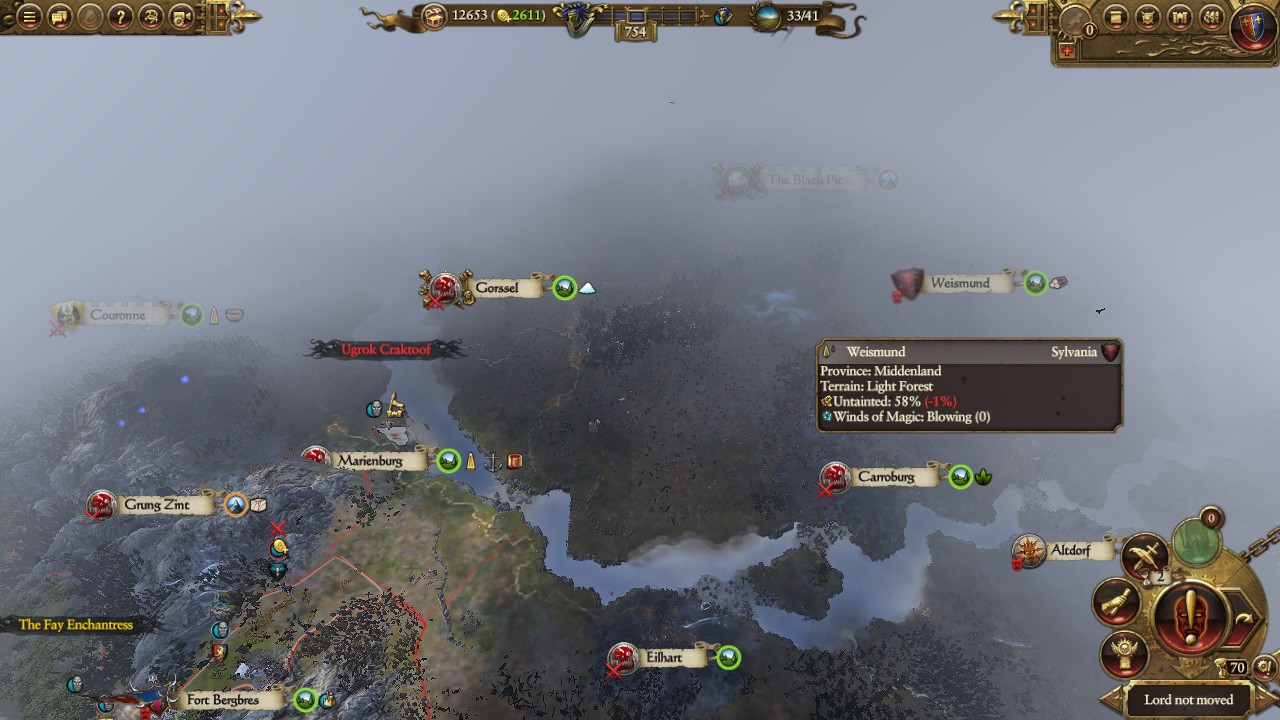 12653 (2611)
754
33/41
0
The Black Pit
Gorssel
Weismund
Couronne
Ugrok Craktoof
Weismund Sylvania
Province: Middenland
Terrain: Light Forest
Untainted: 58% (-1%)
Winds of Magic: Blowing (0)
Marienburg
Carroburg
Grung Zint
0
Altdorf
2
The Fay Enchantress
Eilhart
70
Fort Bergbres
Lord not moved